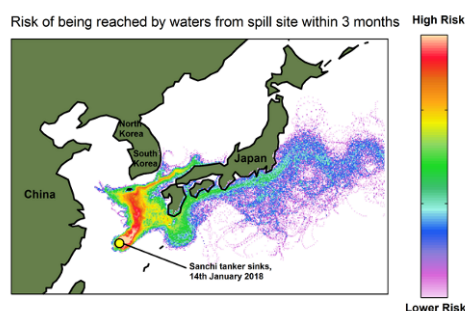 Risk of being reached by waters from spill site within 3 months
High Risk
North
Korea
South
Korea
Japan
China
Sanchi tanker sinks,
14th January 2018
Lower Risk